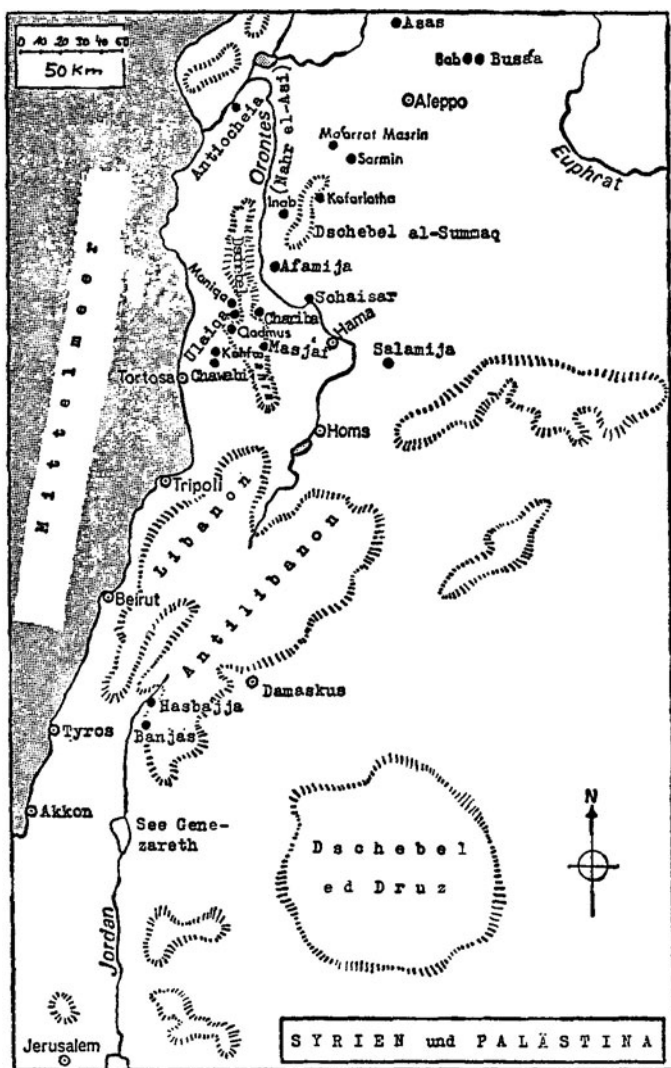 0 10 20 30 40 50
50 Km
Asas
Bab
Bussa
Aleppo
Antiocheia
Orontes
(Nahr el-Asi)
Ma'arrat Masrin
Sarmin
Euphrat
Inab
Kafarlatha
Dschebel al-Summaq
Afamija
Mittelmeer
Maniqa
Chariba
Schaisar
Ulaiqa
Qadmus
Hama
Kahf
Masjaf
Salamija
Tortosa
Chawabi
Homs
Tripoli
Libanon
Antilibanon
Beirut
Damaskus
Hasbajja
Banjas
Tyros
Akkon
See Gene-
zareth
Dschebel
ed Druz
N
Jordan
Jerusalem
SYRIEN und PALÄSTINA